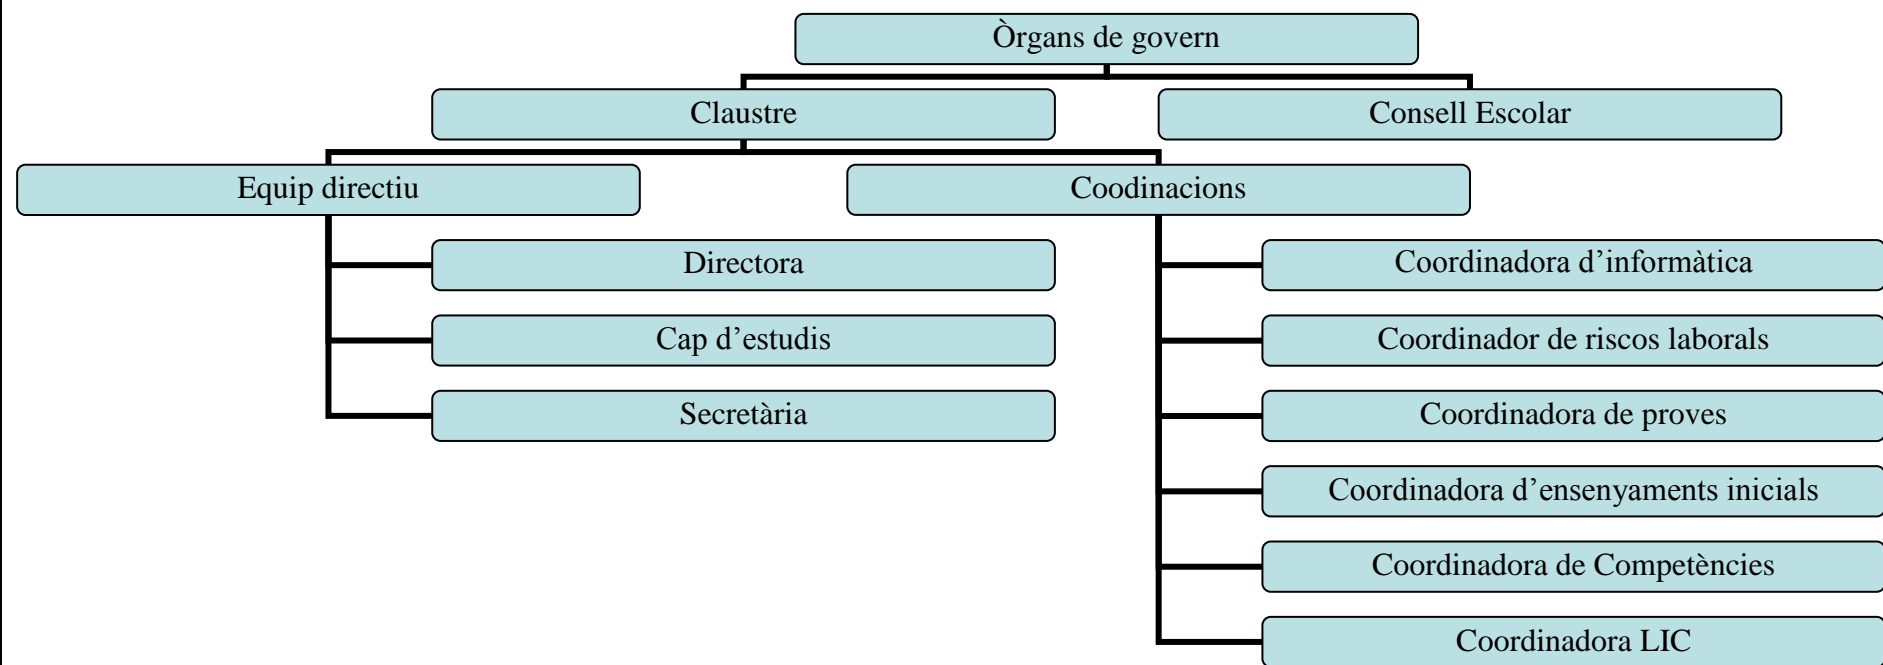 Òrgans de govern
Claustre
Consell Escolar
Equip directiu
Coodinacions
Directora
Cap d’estudis
Secretària
Coordinadora d’informàtica
Coordinador de riscos laborals
Coordinadora de proves
Coordinadora d’ensenyaments inicials
Coordinadora de Competències
Coordinadora LIC